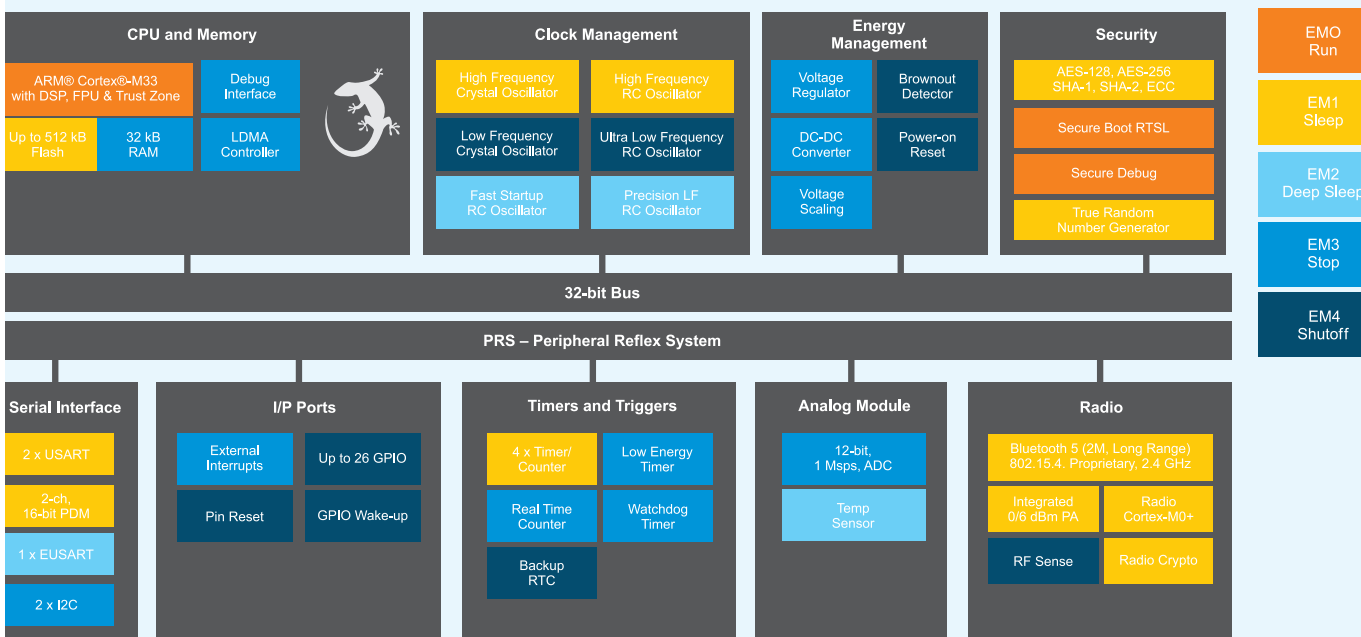 CPU and Memory
ARM® Cortex®-M33
with DSP, FPU & Trust Zone
Debug
Interface
Up to 512 kB
Flash
32 kB
RAM
LDMA
Controller
Clock Management
High Frequency
Crystal Oscillator
High Frequency
RC Oscillator
Low Frequency
Crystal Oscillator
Ultra Low Frequency
RC Oscillator
Fast Startup
RC Oscillator
Precision LF
RC Oscillator
Energy
Management
Voltage
Regulator
Brownout
Detector
DC-DC
Converter
Power-on
Reset
Voltage
Scaling
Security
AES-128, AES-256
SHA-1, SHA-2, ECC
Secure Boot RTSL
Secure Debug
True Random
Number Generator
EMO
Run
EM1
Sleep
EM2
Deep Sleep
EM3
Stop
EM4
Shutoff
32-bit Bus
PRS – Peripheral Reflex System
Serial Interface
2 x USART
2-ch,
16-bit PDM
1 x EUSART
2 x I2C
I/P Ports
External
Interrupts
Up to 26 GPIO
Pin Reset
GPIO Wake-up
Timers and Triggers
4 x Timer/
Counter
Low Energy
Timer
Real Time
Counter
Watchdog
Timer
Backup
RTC
Analog Module
12-bit,
1 Msps, ADC
Temp
Sensor
Radio
Bluetooth 5 (2M, Long Range)
802.15.4. Proprietary, 2.4 GHz
Integrated
0/6 dBm PA
Radio
Cortex-M0+
RF Sense
Radio Crypto